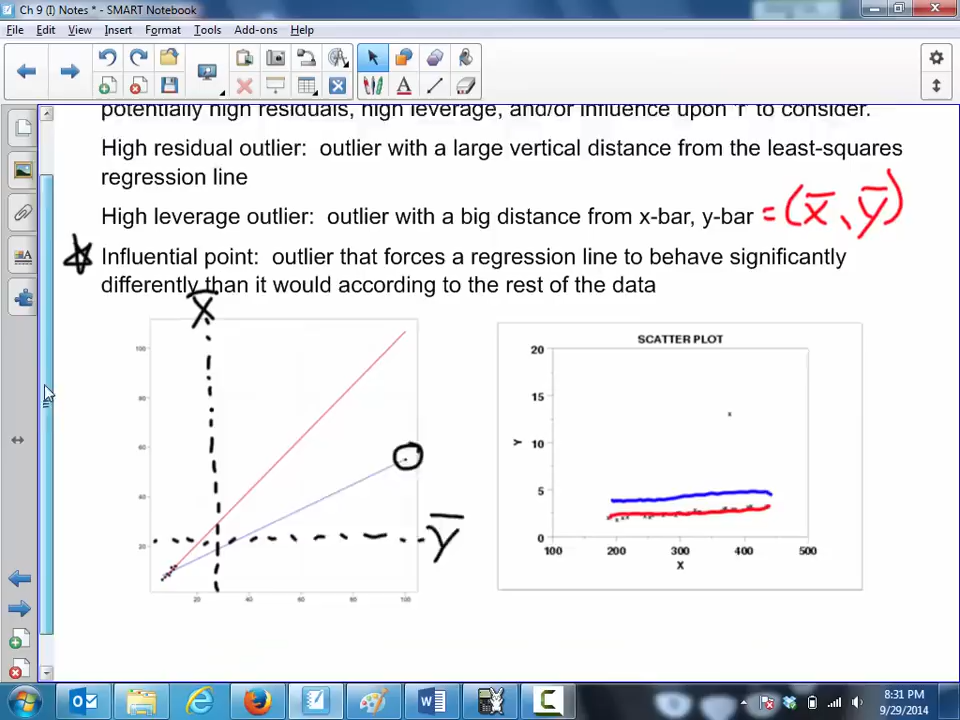 Ch 9 (I) Notes * - SMART Notebook
File Edit View Insert Format Tools Add-ons Help
potentially high residuals, high leverage, and/or influence upon 'r' to consider.
High residual outlier: outlier with a large vertical distance from the least-squares
regression line
High leverage outlier: outlier with a big distance from x-bar, y-bar = (x̅, y̅)
Influential point: outlier that forces a regression line to behave significantly
differently than it would according to the rest of the data
x̅
100
80
60
40
20
y̅
20 40 60 80 100
SCATTER PLOT
20
15
Y
10
5
0
100 200 300 400 500
X
8:31 PM
9/29/2014